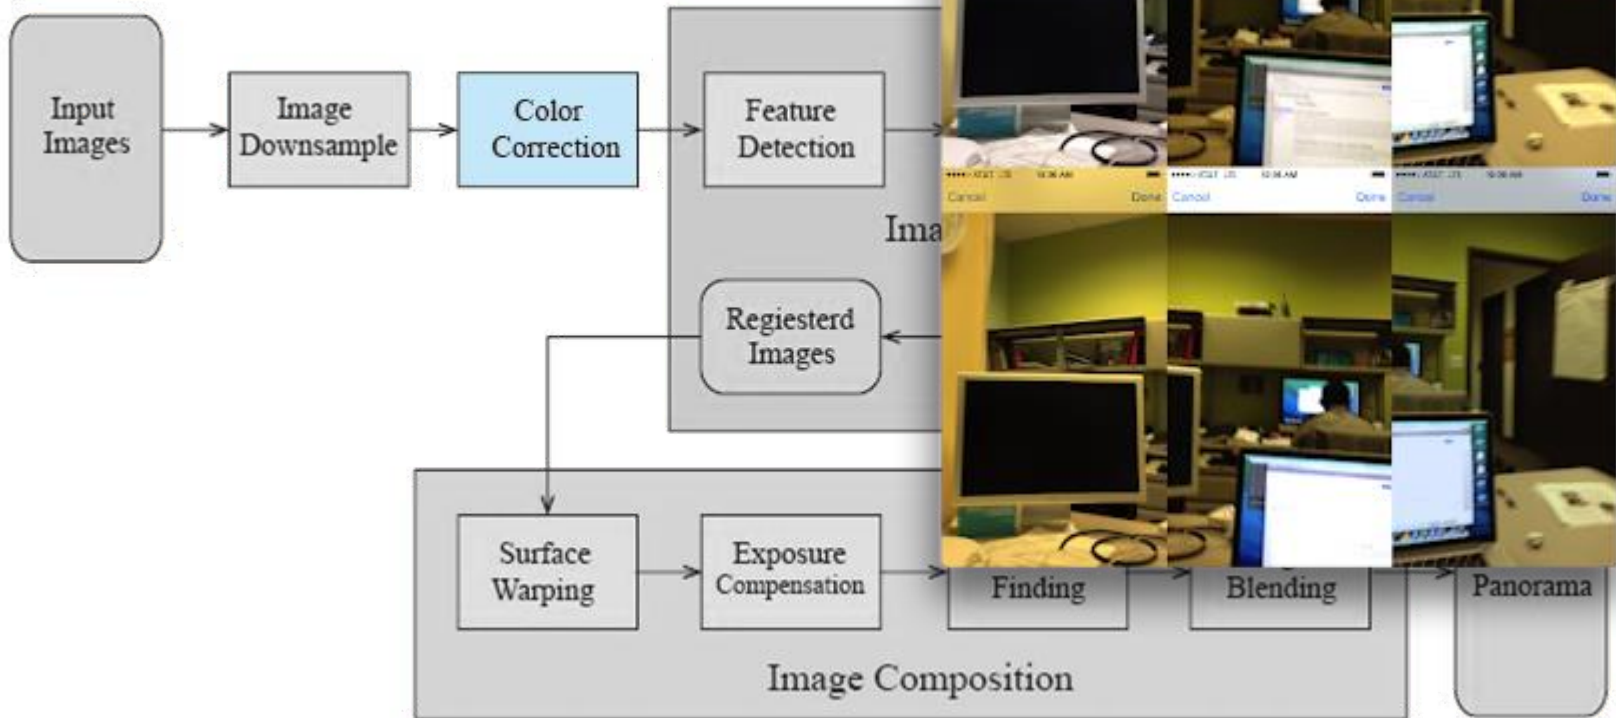 Input
Images
Image
Downsample
Color
Correction
Feature
Detection
Cancel
Done
Cancel
Done
Cancel
Done
Ima
Regiesterd
Images
Surface
Warping
Exposure
Compensation
Finding
Blending
Panorama
Image Composition